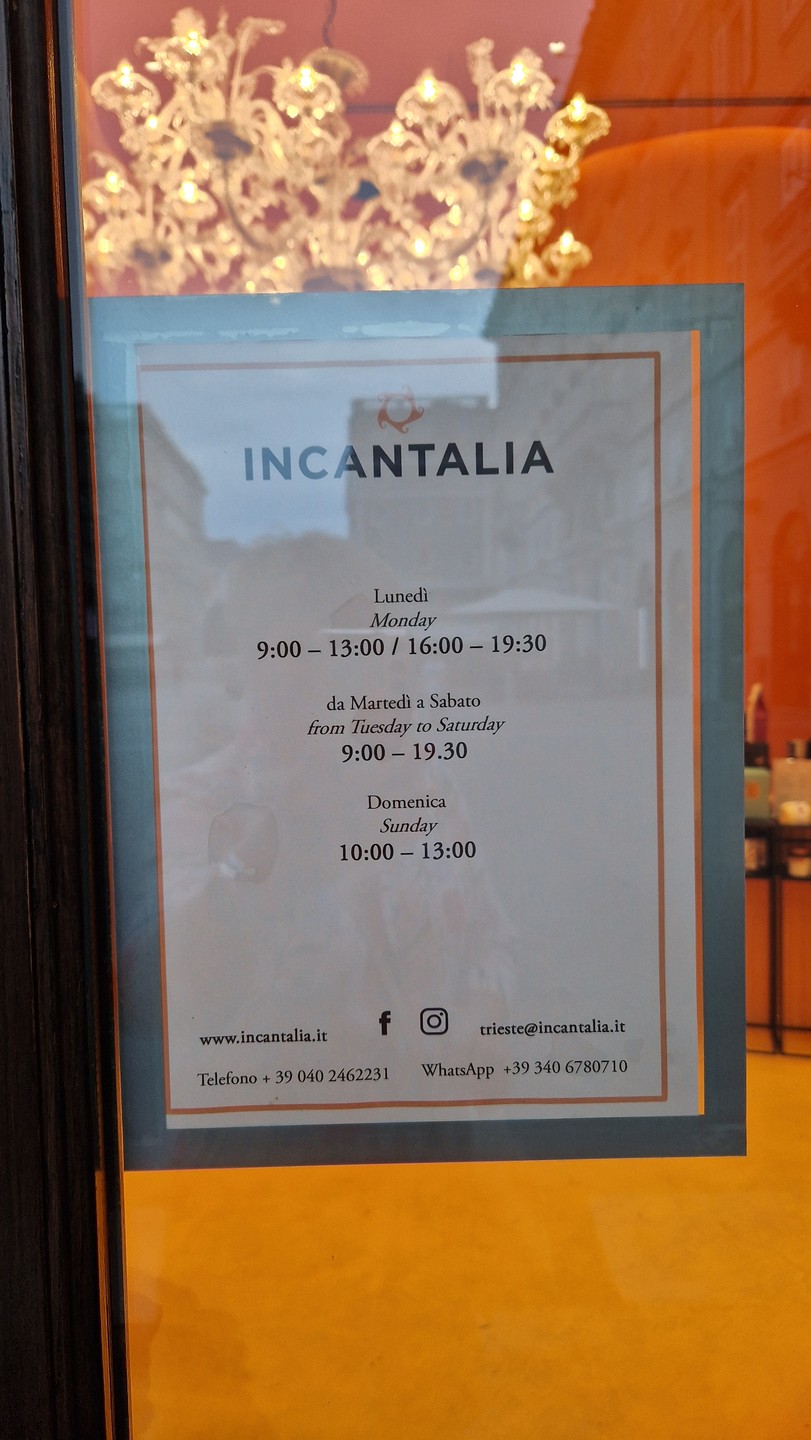 INCANTALIA
Lunedì
Monday
9:00 – 13:00 / 16:00 – 19:30
da Martedì a Sabato
from Tuesday to Saturday
9:00 – 19.30
Domenica
Sunday
10:00 – 13:00
www.incantalia.it trieste@incantalia.it
Telefono + 39 040 2462231 WhatsApp +39 340 6780710